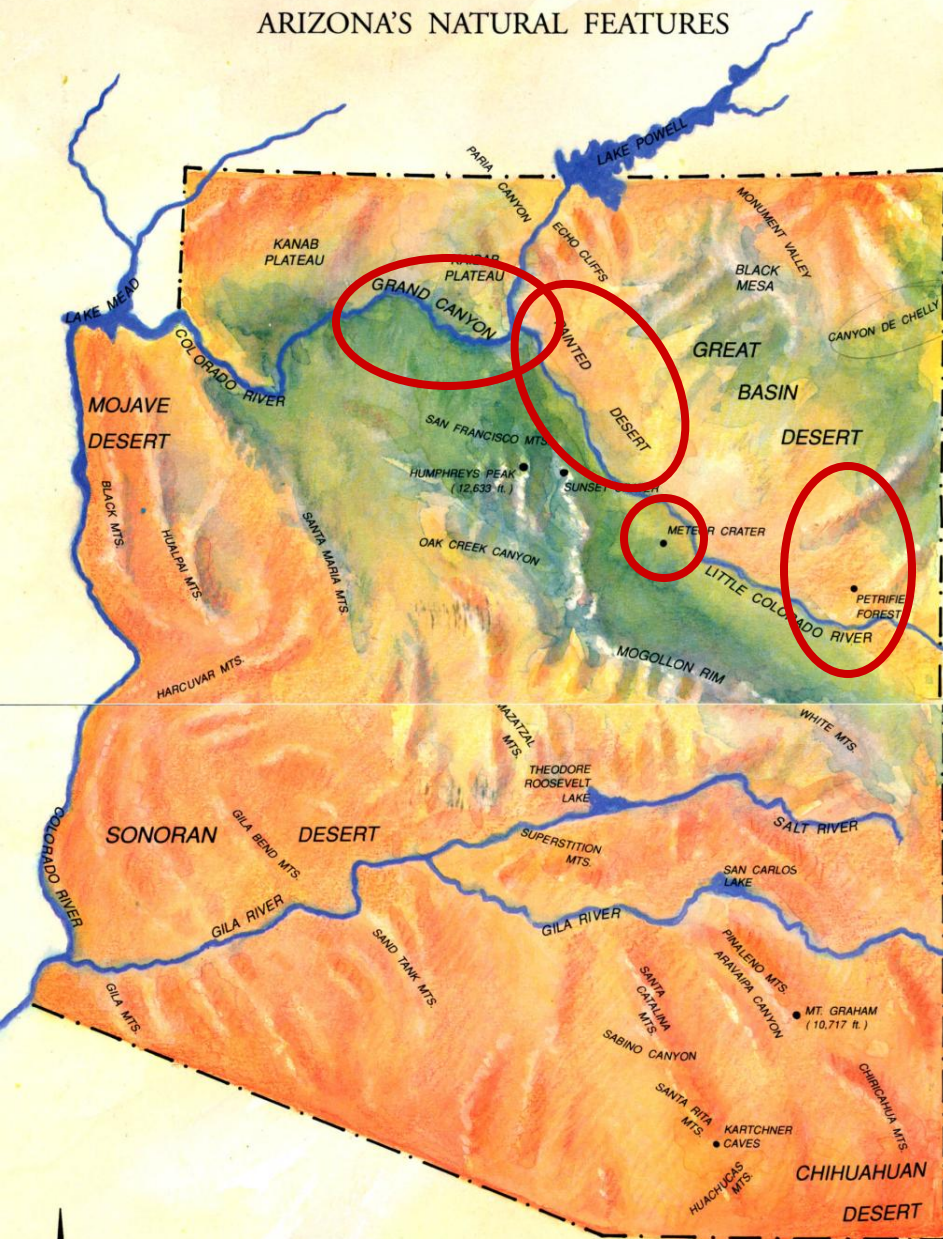 ARIZONA'S NATURAL FEATURES
LAKE POWELL
PARIA
CANYON
ECHO CLIFFS
MONUMENT VALLEY
KANAB
PLATEAU
PLATEAU
BLACK
MESA
LAKE MEAD
GRAND CANYON
CANYON DE CHELLY
COLORADO RIVER
PAINTED
DESERT
GREAT
BASIN
DESERT
MOJAVE
DESERT
SAN FRANCISCO MTS.
HUMPHREYS PEAK
( 12,633 ft. )
SUNSET CRATER
BLACK MTS.
HUALPAI MTS.
SANTA MARIA MTS.
OAK CREEK CANYON
METEOR CRATER
LITTLE COLORADO RIVER
PETRIFIED
FOREST
HARCUVAR MTS.
MOGOLLON RIM
MAZATZAL
MTS.
WHITE MTS.
THEODORE
ROOSEVELT
LAKE
COLORADO RIVER
SONORAN DESERT
GILA BEND MTS.
SUPERSTITION
MTS.
SALT RIVER
SAN CARLOS
LAKE
GILA RIVER
GILA RIVER
SAND TANK MTS.
GILA MTS.
PINALENO MTS.
ARAVAIPA CANYON
SANTA
CATALINA
MTS.
MT. GRAHAM
( 10,717 ft. )
SABINO CANYON
CHIRICAHUA MTS.
SANTA RITA
MTS.
KARTCHNER
CAVES
HUACHUCAS
MTS.
CHIHUAHUAN
DESERT